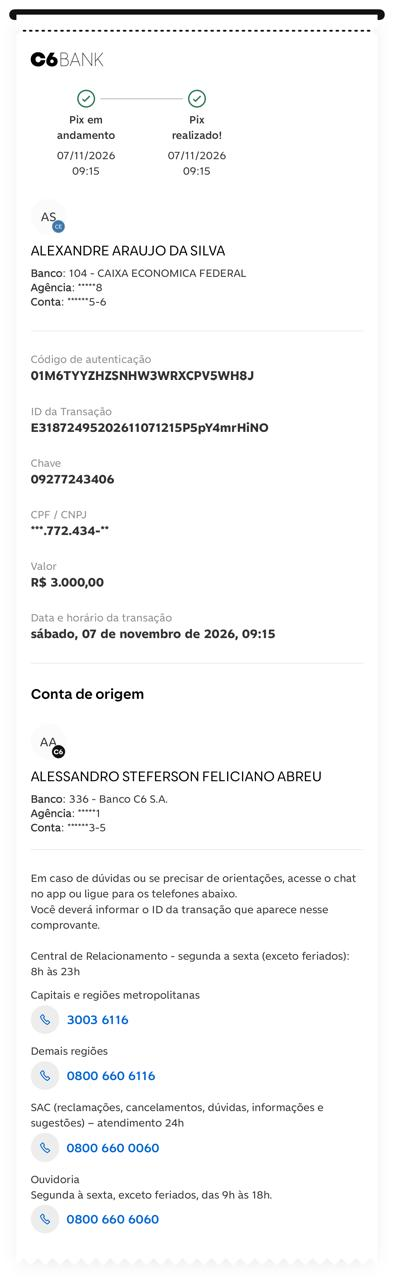 C6BANK
Pix em
andamento
07/11/2026
09:15
Pix
realizado!
07/11/2026
09:15
AS
CE
ALEXANDRE ARAUJO DA SILVA
Banco: 104 - CAIXA ECONOMICA FEDERAL
Agência: *****8
Conta: ******5-6
Código de autenticação
01M6TYYZHZSNHW3WRXCPV5WH8J
ID da Transação
E31872495202611071215P5pY4mrHiNO
Chave
09277243406
CPF / CNPJ
***.772.434-**
Valor
R$ 3.000,00
Data e horário da transação
sábado, 07 de novembro de 2026, 09:15
Conta de origem
AA
C6
ALESSANDRO STEFERSON FELICIANO ABREU
Banco: 336 - Banco C6 S.A.
Agência: *****1
Conta: ******3-5
Em caso de dúvidas ou se precisar de orientações, acesse o chat
no app ou ligue para os telefones abaixo.
Você deverá informar o ID da transação que aparece nesse
comprovante.
Central de Relacionamento - segunda a sexta (exceto feriados):
8h às 23h
Capitais e regiões metropolitanas
3003 6116
Demais regiões
0800 660 6116
SAC (reclamações, cancelamentos, dúvidas, informações e
sugestões) – atendimento 24h
0800 660 0060
Ouvidoria
Segunda à sexta, exceto feriados, das 9h às 18h.
0800 660 6060